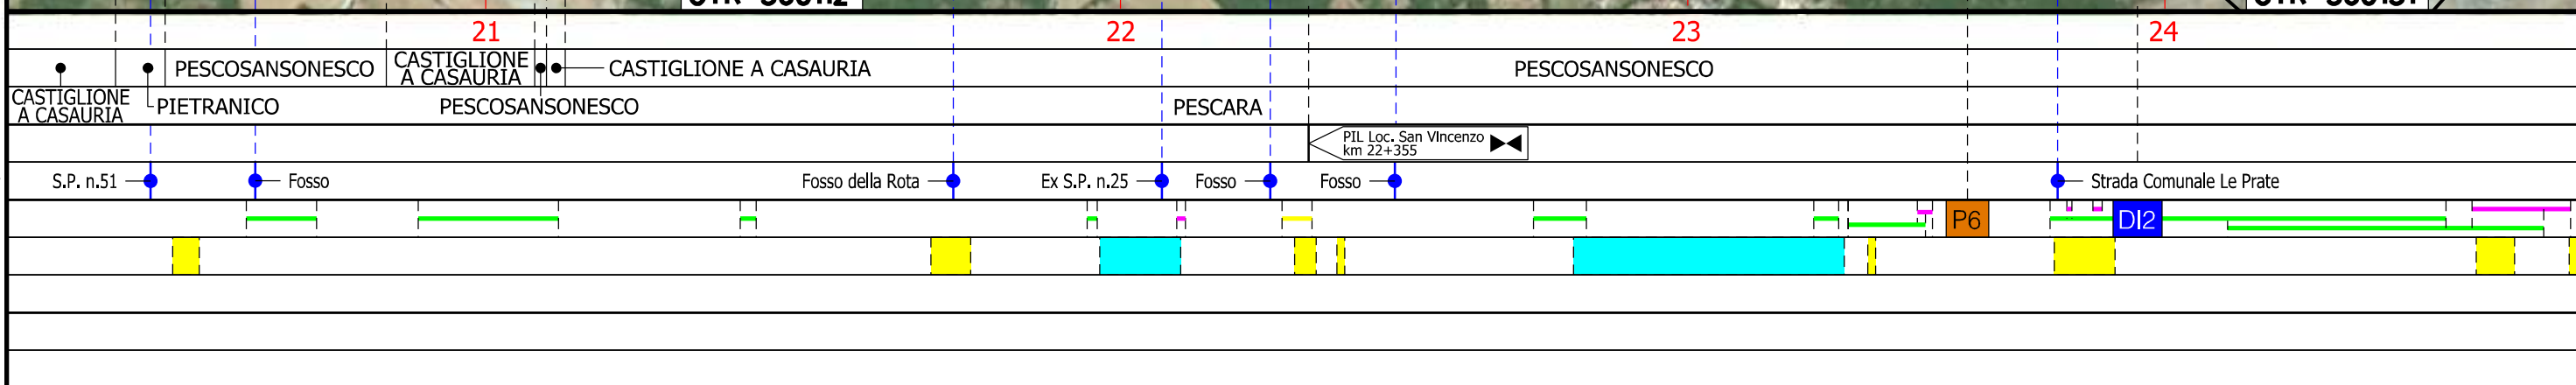 21 22 23 24
PESCOSANSONESCO
CASTIGLIONE
A CASAURIA
CASTIGLIONE A CASAURIA
PESCOSANSONESCO
CASTIGLIONE
A CASAURIA
PIETRANICO
PESCOSANSONESCO
PESCARA
PIL Loc. San VIncenzo
km 22+355
S.P. n.51
Fosso
Fosso della Rota
Ex S.P. n.25
Fosso
Fosso
Strada Comunale Le Prate
P6
DI2